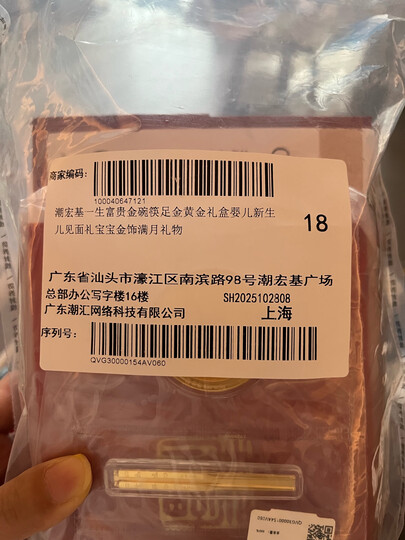 商家编码:
100040647121
潮宏基一生富贵金碗筷足金黄金礼盒婴儿新生
儿见面礼宝宝金饰满月礼物
18
广东省汕头市濠江区南滨路98号潮宏基广场
总部办公写字楼16楼
SH2025102808
广东潮汇网络科技有限公司
上海
序列号:
QVG30000154AV060
QVG30000154AV060